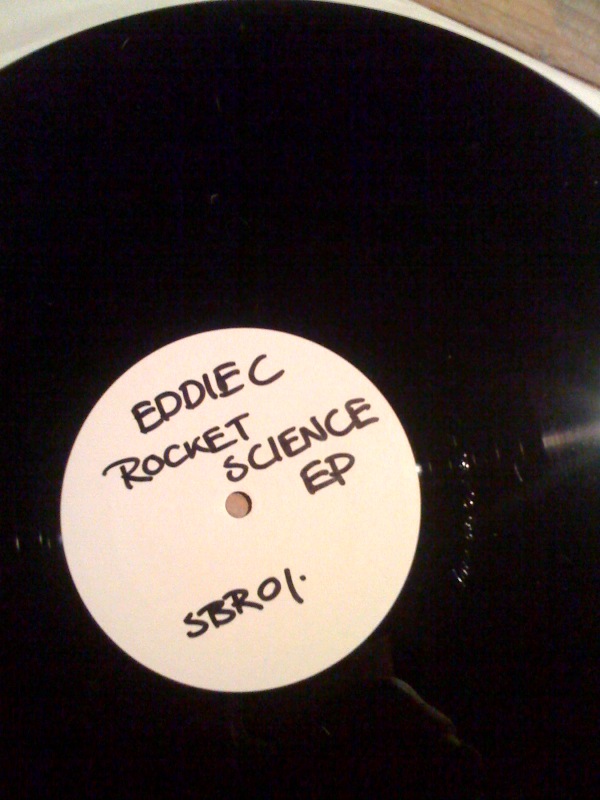 EDDIE C
ROCKET
SCIENCE
EP
SBR01.